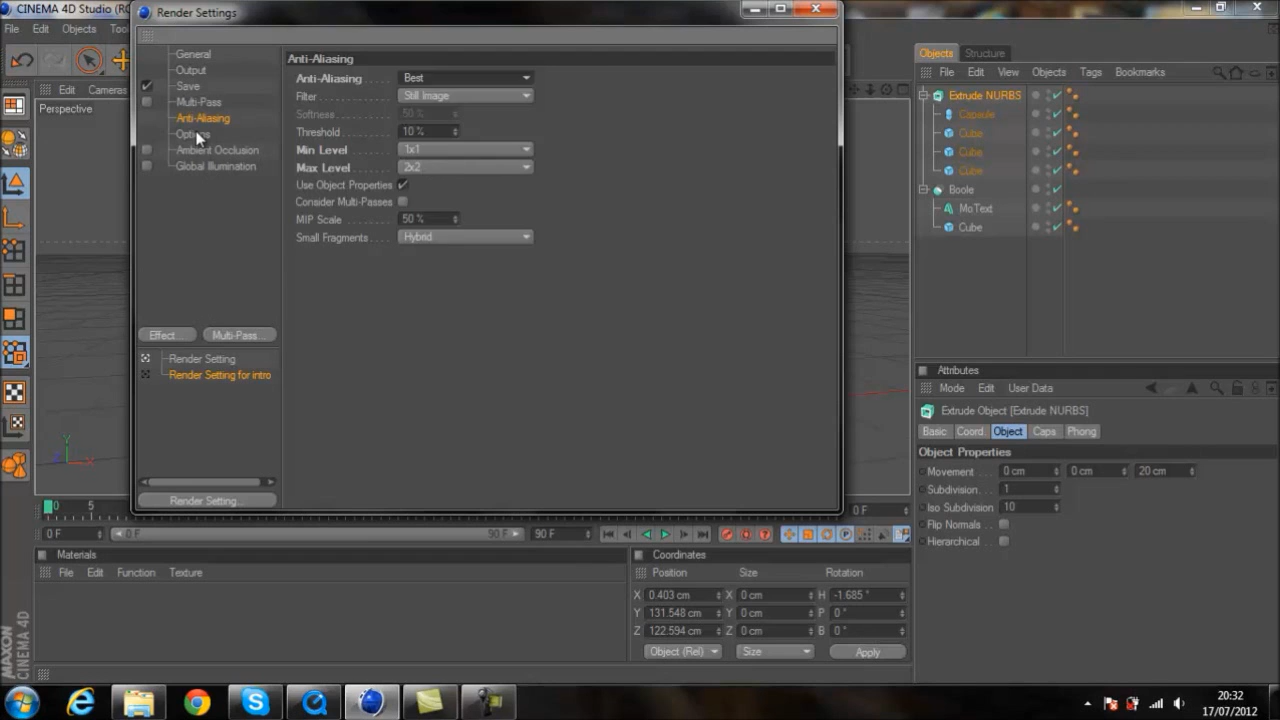 CINEMA 4D Studio (RC
Render Settings
File Edit Objects Too
General
Output
Save
Multi-Pass
Anti-Aliasing
Options
Ambient Occlusion
Global Illumination
Anti-Aliasing
Anti-Aliasing . . . . Best
Filter . . . . Still Image
Softness . . . . 50 %
Threshold . . . . 10 %
Min Level . . . . 1x1
Max Level . . . . 2x2
Use Object Properties
Consider Multi-Passes
MIP Scale . . . . 50 %
Small Fragments . . . . Hybrid
Effect... Multi-Pass...
Render Setting
Render Setting for intro
Render Setting...
Edit Cameras
Perspective
Y
Z X
Objects Structure
File Edit View Objects Tags Bookmarks
Extrude NURBS
Capsule
Cube
Cube
Cube
Boole
MoText
Cube
Attributes
Mode Edit User Data
Extrude Object [Extrude NURBS]
Basic Coord. Object Caps Phong
Object Properties
Movement . . 0 cm 0 cm 20 cm
Subdivision. . 1
Iso Subdivision 10
Flip Normals
Hierarchical
0 5 0 F
0 F 0 F 90 F 90 F
Materials
File Edit Function Texture
Coordinates
Position Size Rotation
X 0.403 cm X 0 cm H -1.685 °
Y 131.548 cm Y 0 cm P 0 °
Z 122.594 cm Z 0 cm B 0 °
Object (Rel) Size Apply
MAXON
CINEMA 4D
20:32
17/07/2012